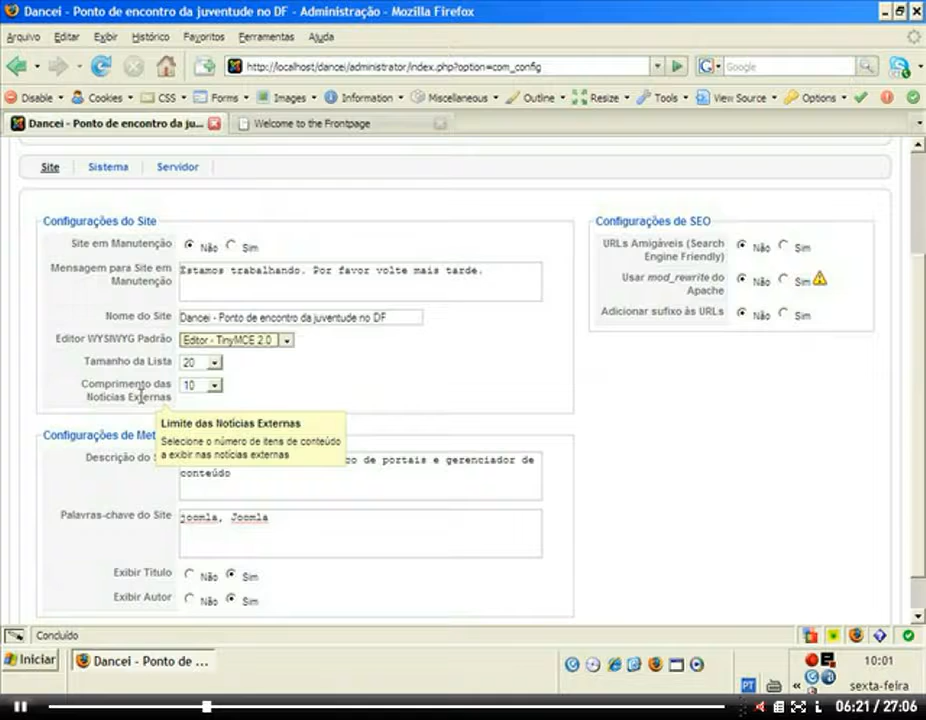 Dancei - Ponto de encontro da juventude no DF - Administração - Mozilla Firefox
Arquivo Editar Exibir Histórico Favoritos Ferramentas Ajuda
http://localhost/dancei/administrator/index.php?option=com_config
Google
Disable Cookies CSS Forms Images Information Miscellaneous Outline Resize Tools View Source Options
Dancei - Ponto de encontro da ju... Welcome to the Frontpage
Site Sistema Servidor
Configurações do Site
Site em Manutenção Não Sim
Mensagem para Site em Manutenção
Estamos trabalhando. Por favor volte mais tarde.
Nome do Site Dancei - Ponto de encontro da juventude no DF
Editor WYSIWYG Padrão Editor - TinyMCE 2.0
Tamanho da Lista 20
Comprimento das
Notícias Externas
10
Limite das Notícias Externas
Selecione o número de itens de conteúdo
a exibir nas notícias externas
Configurações de Met
Descrição do
co de portais e gerenciador de
conteúdo
Palavras-chave do Site joomla, Joomla
Exibir Título Não Sim
Exibir Autor Não Sim
Configurações de SEO
URLs Amigáveis (Search
Engine Friendly)
Não Sim
Usar mod_rewrite do
Apache
Não Sim
Adicionar sufixo às URLs Não Sim
Concluído
Iniciar Dancei - Ponto de ...
PT
10:01
sexta-feira
06:21 / 27:06